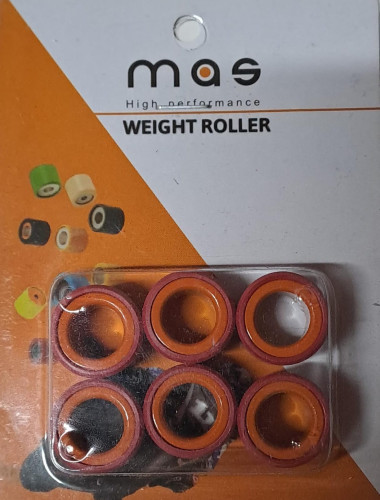 mas
High performance
WEIGHT ROLLER